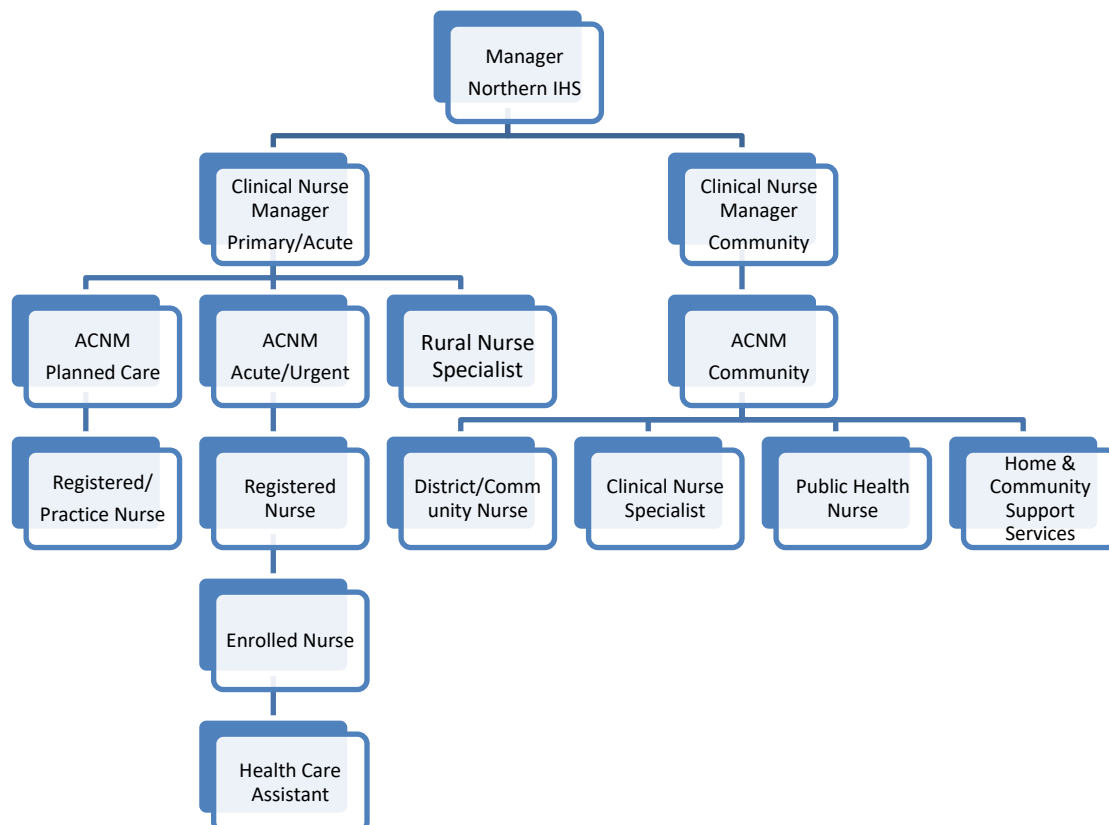 Manager
Northern IHS
Clinical Nurse
Manager
Primary/Acute
Clinical Nurse
Manager
Community
ACNM
Planned Care
ACNM
Acute/Urgent
Rural Nurse
Specialist
ACNM
Community
Registered/
Practice Nurse
Registered
Nurse
District/Comm
unity Nurse
Clinical Nurse
Specialist
Public Health
Nurse
Home &
Community
Support
Services
Enrolled Nurse
Health Care
Assistant